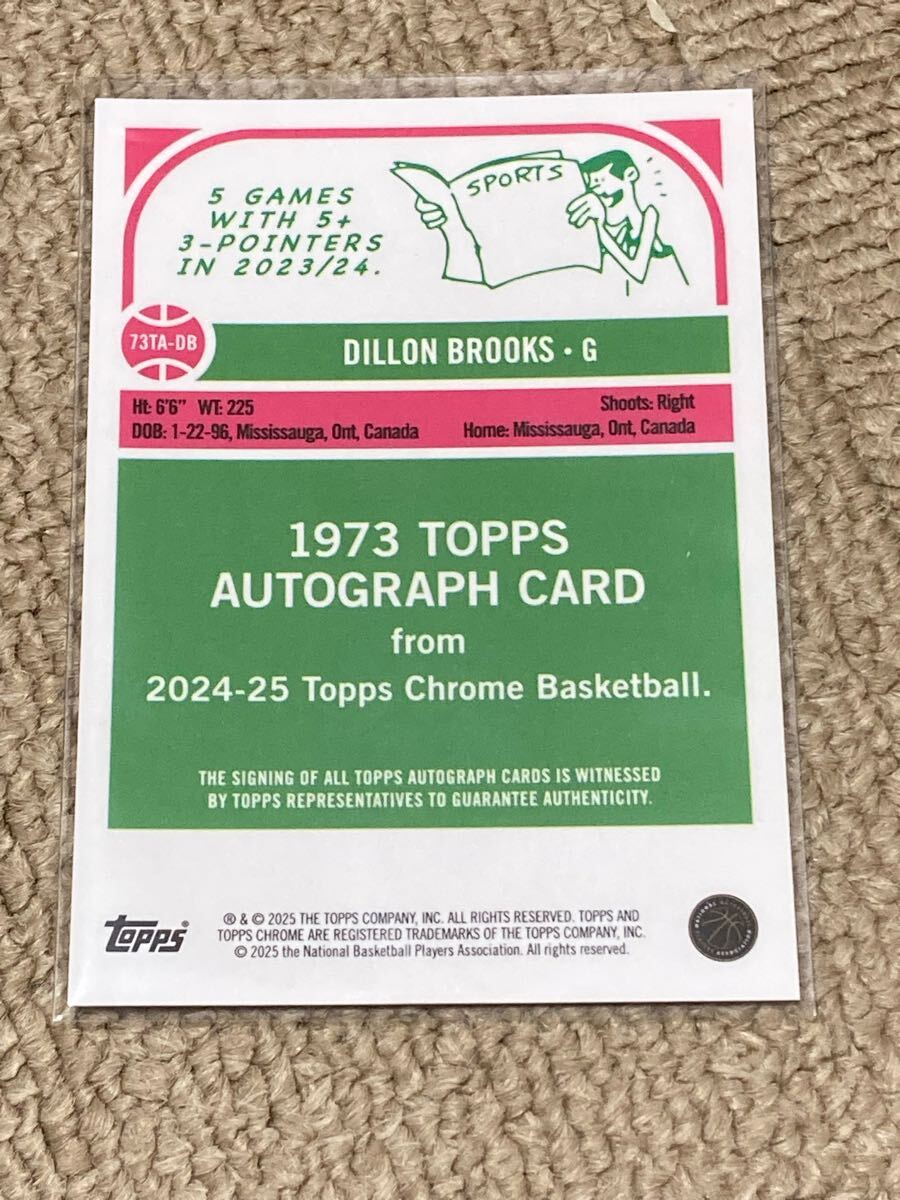 5 GAMES
WITH 5+
3-POINTERS
IN 2023/24.
SPORTS
73TA-DB
DILLON BROOKS • G
Ht: 6'6" WT: 225
Shoots: Right
DOB: 1-22-96, Mississauga, Ont, Canada
Home: Mississauga, Ont, Canada
1973 TOPPS
AUTOGRAPH CARD
from
2024-25 Topps Chrome Basketball.
THE SIGNING OF ALL TOPPS AUTOGRAPH CARDS IS WITNESSED
BY TOPPS REPRESENTATIVES TO GUARANTEE AUTHENTICITY.
TOPPS®
® & © 2025 THE TOPPS COMPANY, INC. ALL RIGHTS RESERVED. TOPPS AND
TOPPS CHROME ARE REGISTERED TRADEMARKS OF THE TOPPS COMPANY, INC.
© 2025 the National Basketball Players Association. All rights reserved.